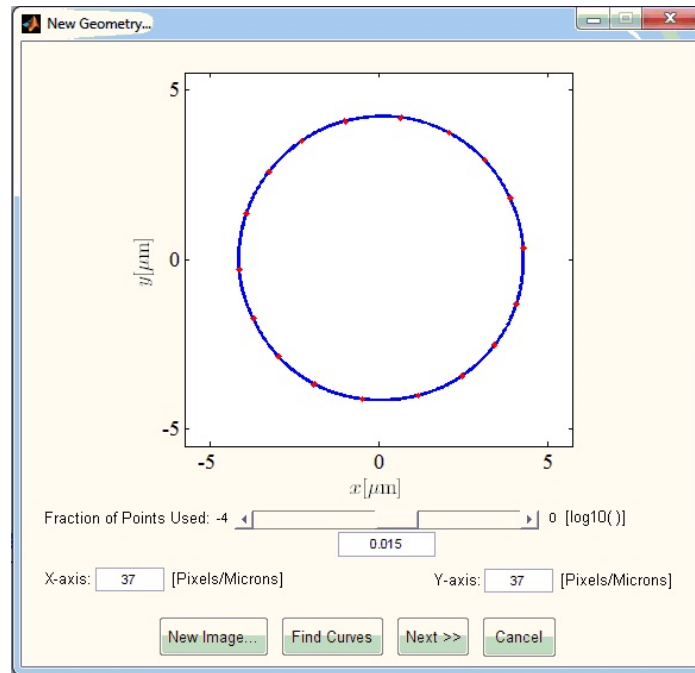 New Geometry...
5
0
-5
y[μm]
-5 0 5
x[μm]
Fraction of Points Used: -4 0 [log10( )]
0.015
X-axis: 37 [Pixels/Microns] Y-axis: 37 [Pixels/Microns]
New Image... Find Curves Next >> Cancel